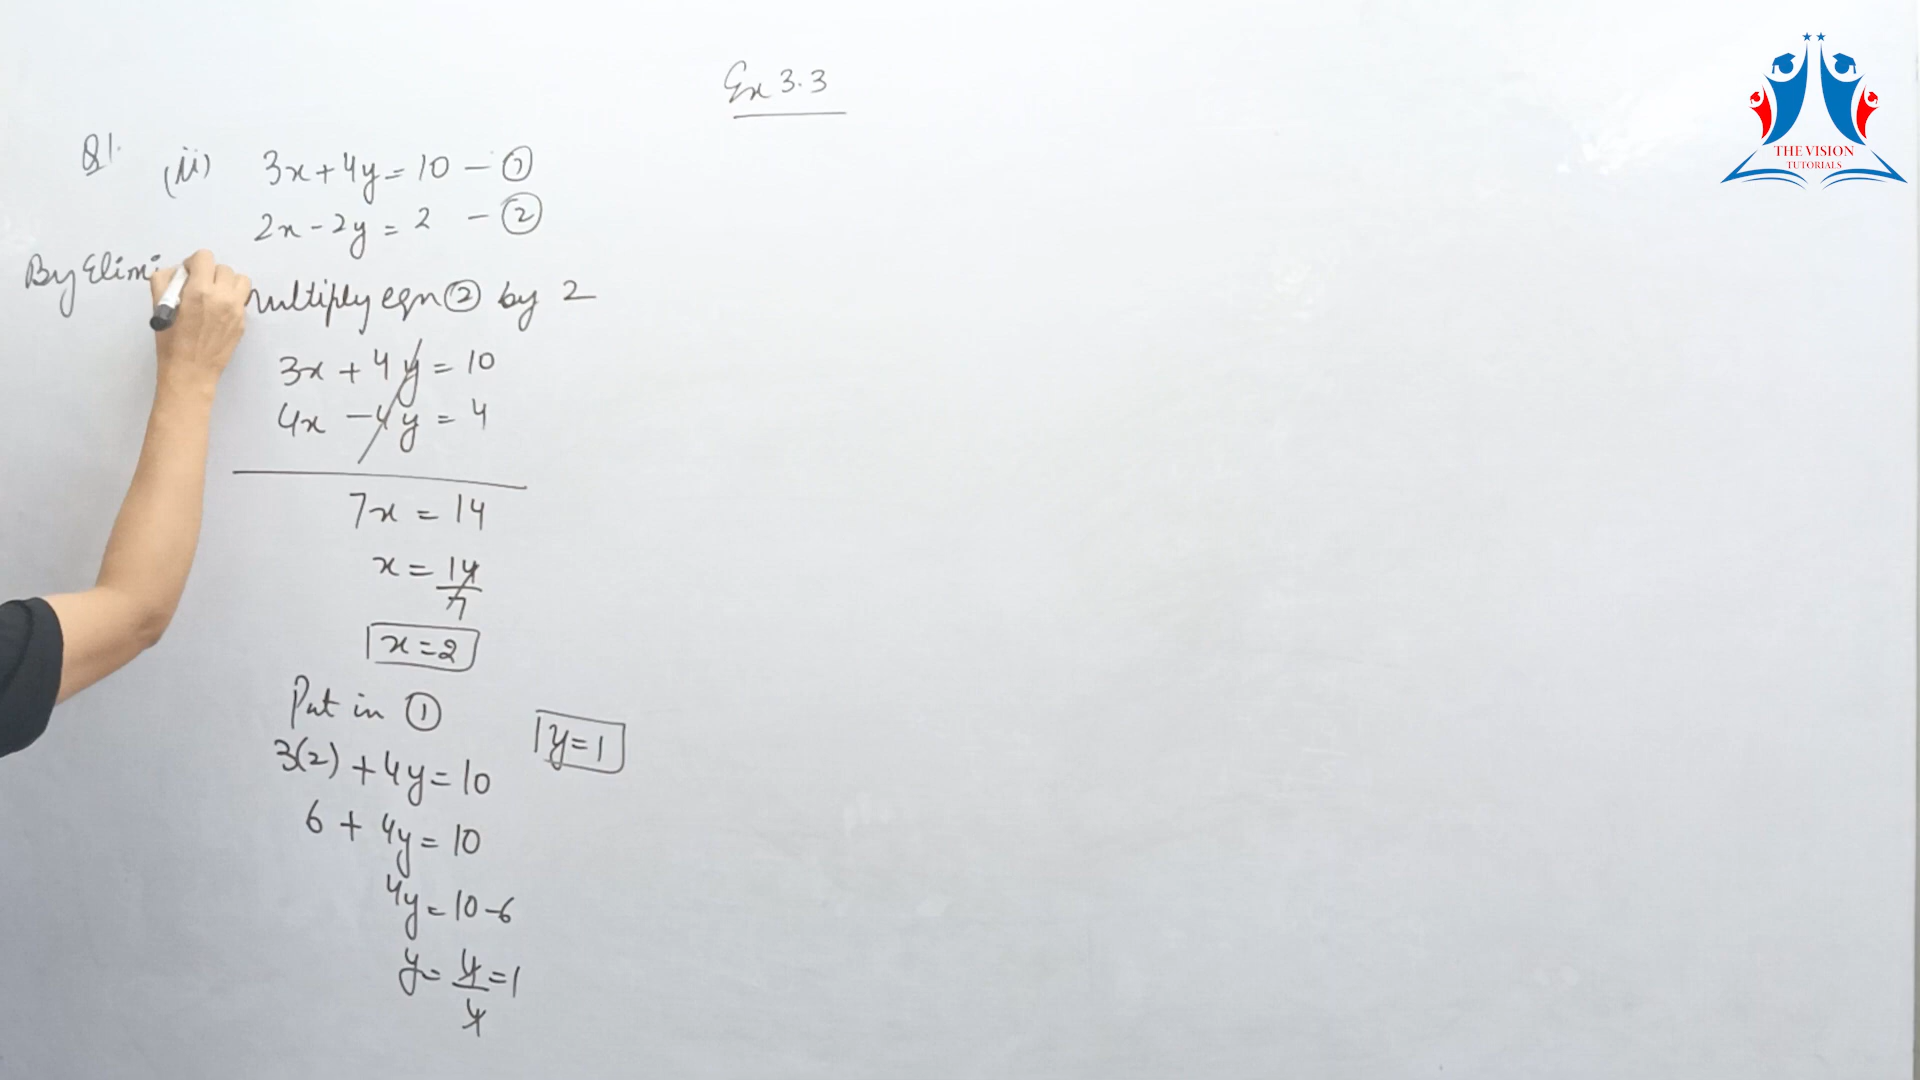 Ex 3.3
Q1. (ii) 3x + 4y = 10 — ①
2x - 2y = 2 — ②
By Elimi
multiply eqn ② by 2
3x + 4y = 10
4x - 4y = 4
7x = 14
x = 14/7
x = 2
Put in ①
3(2) + 4y = 10
6 + 4y = 10
4y = 10 - 6
y = 4/4 = 1
y = 1
THE VISION
TUTORIALS